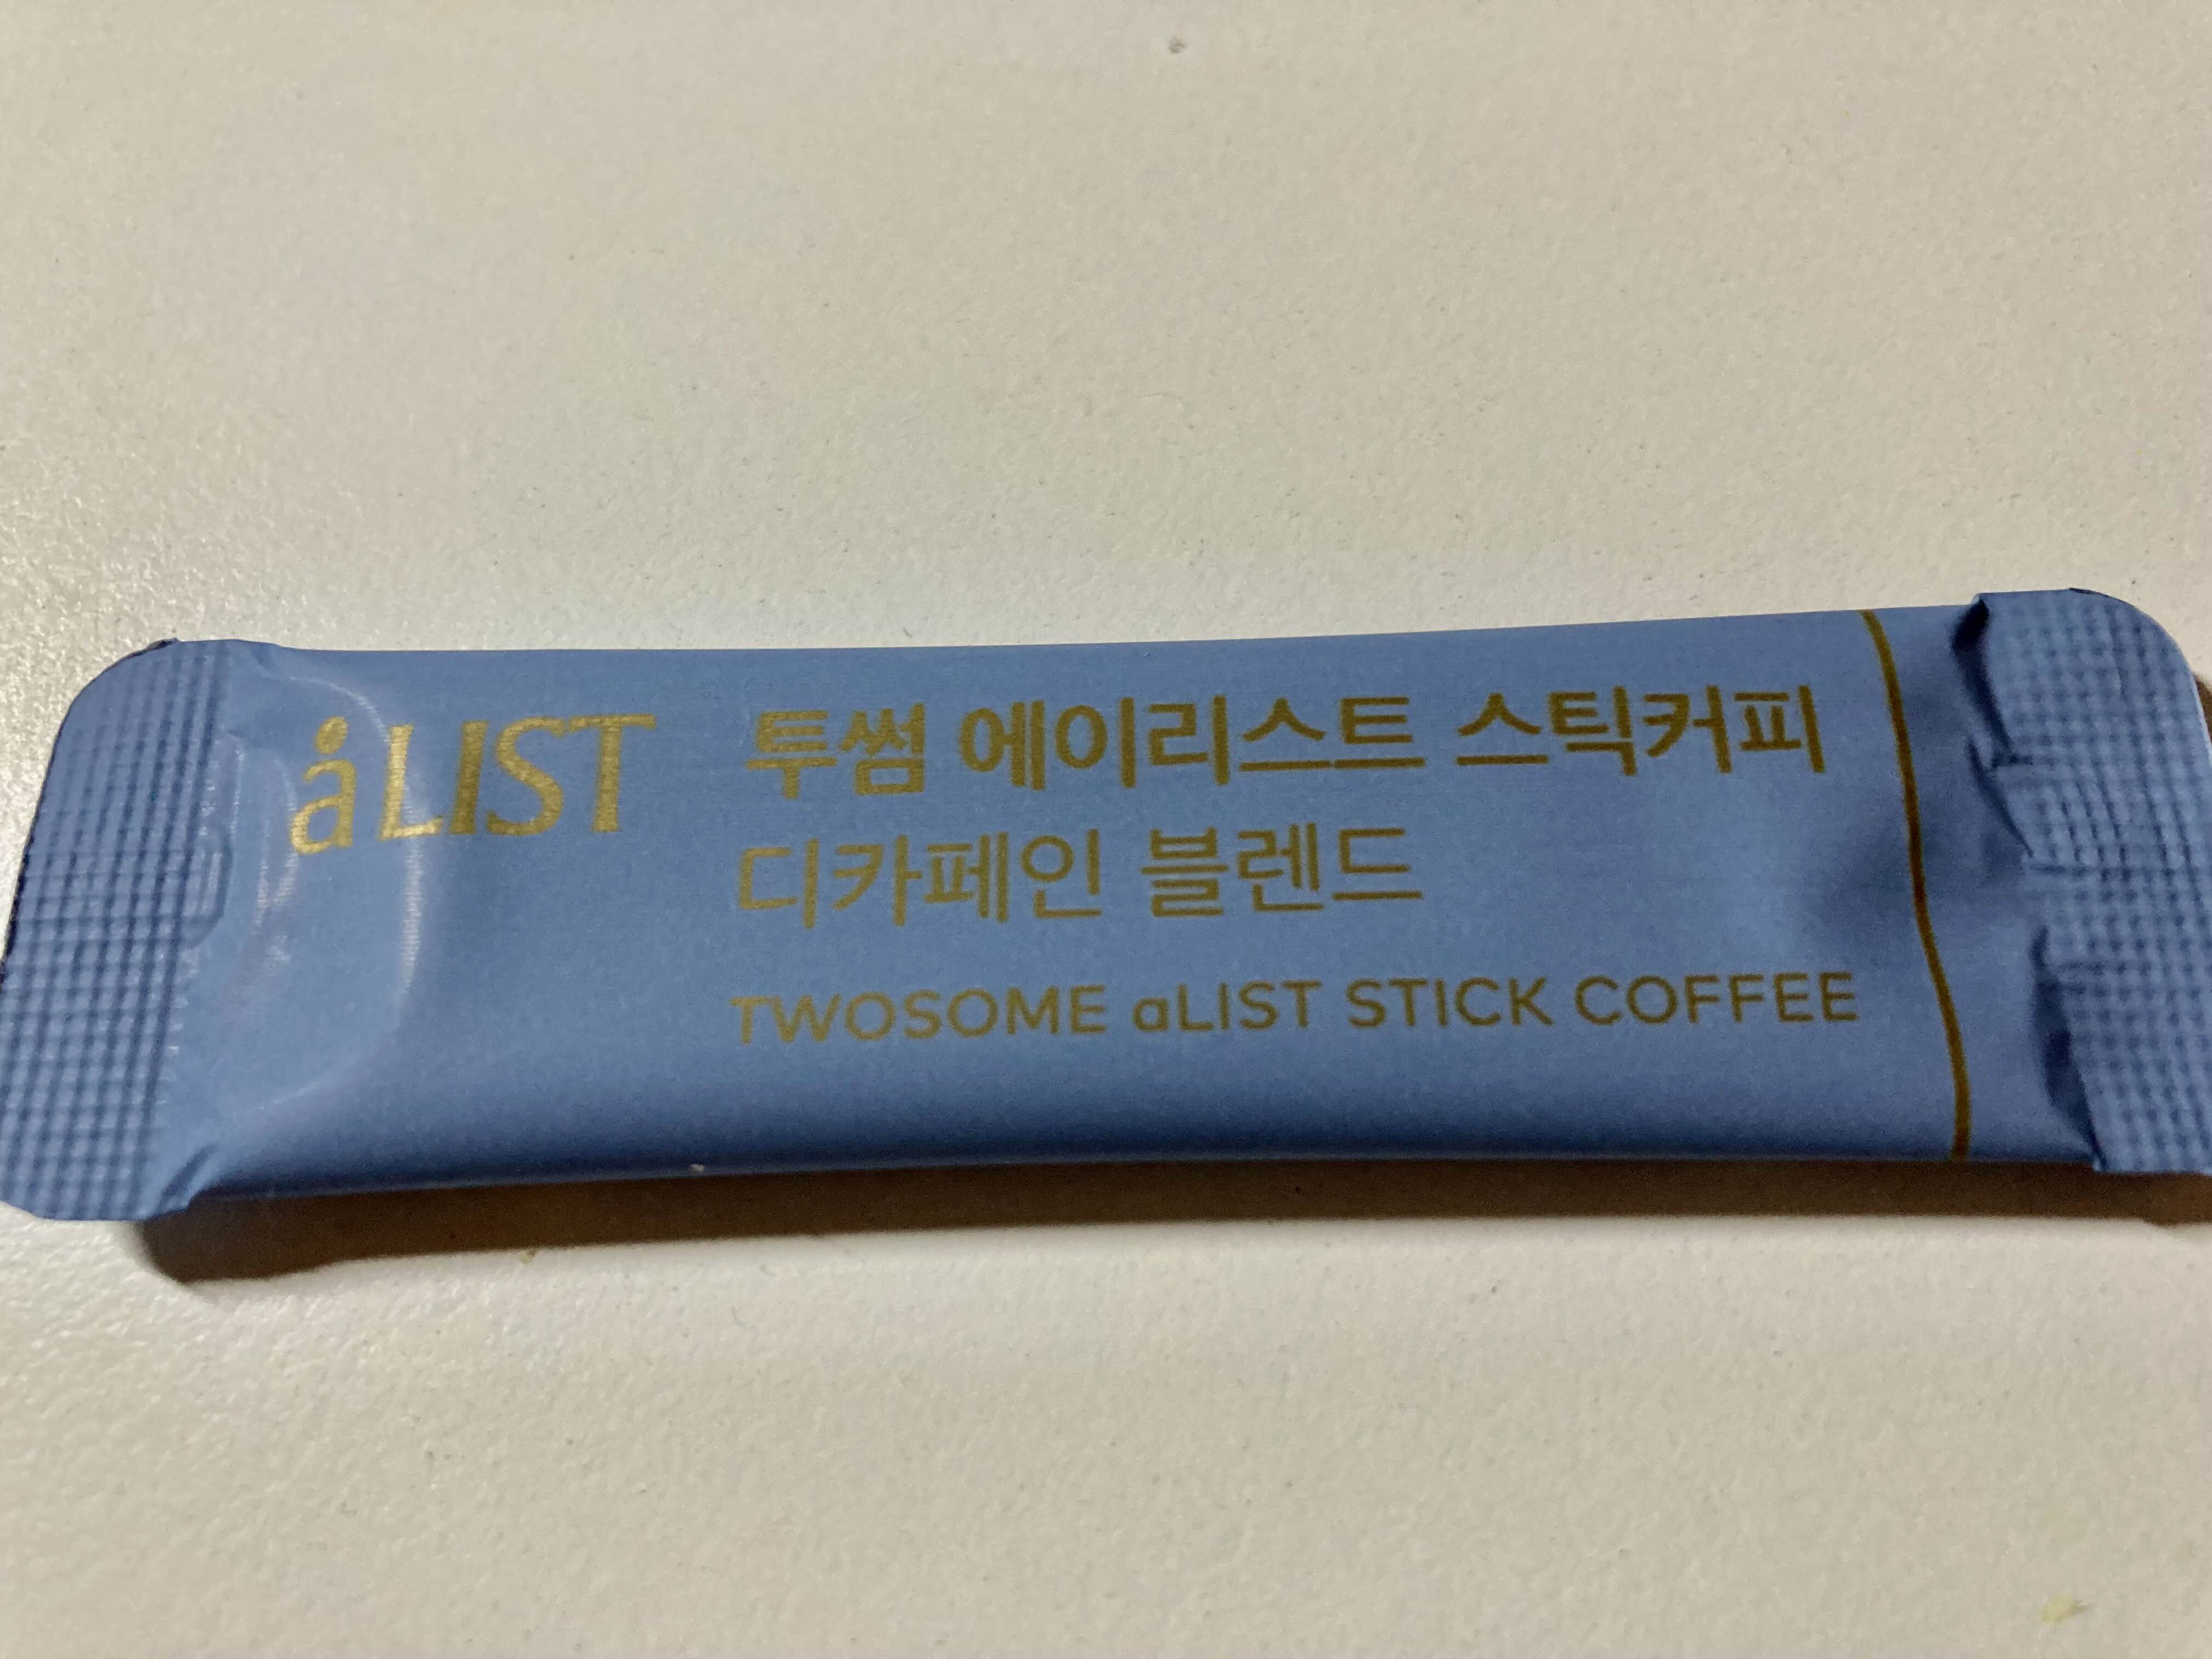 åLIST
투썸 에이리스트 스틱커피
디카페인 블렌드
TWOSOME aLIST STICK COFFEE